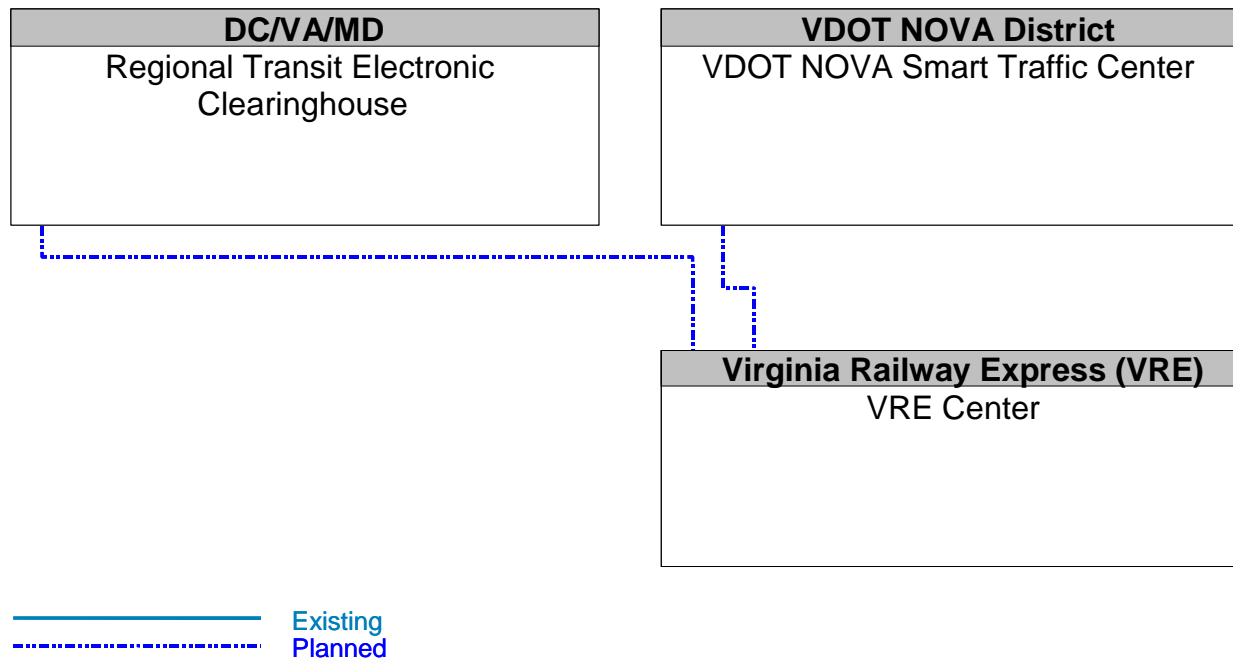 DC/VA/MD
Regional Transit Electronic
Clearinghouse
VDOT NOVA District
VDOT NOVA Smart Traffic Center
Virginia Railway Express (VRE)
VRE Center
Existing
Planned